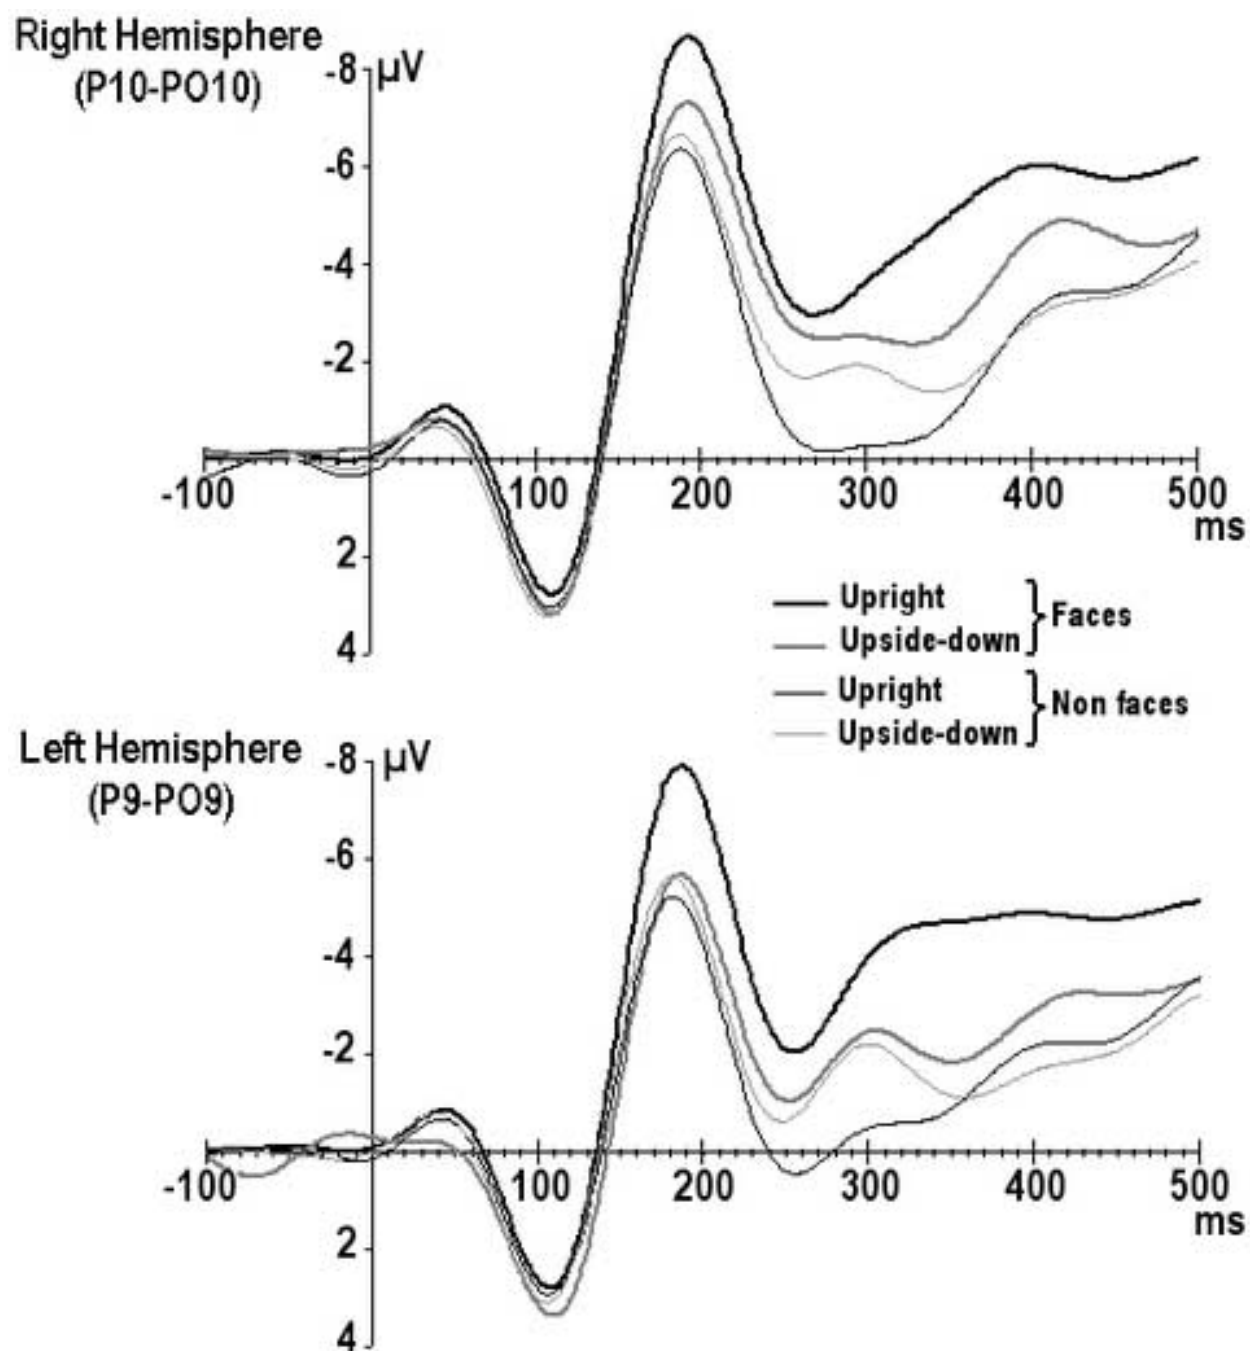 Right Hemisphere
(P10-PO10)
-8 µV
-6
-4
-2
-100 100 200 300 400 500
ms
2
4
Upright
Upside-down
Faces
Upright
Upside-down
Non faces
Left Hemisphere
(P9-PO9)
-8 µV
-6
-4
-2
-100 100 200 300 400 500
ms
2
4